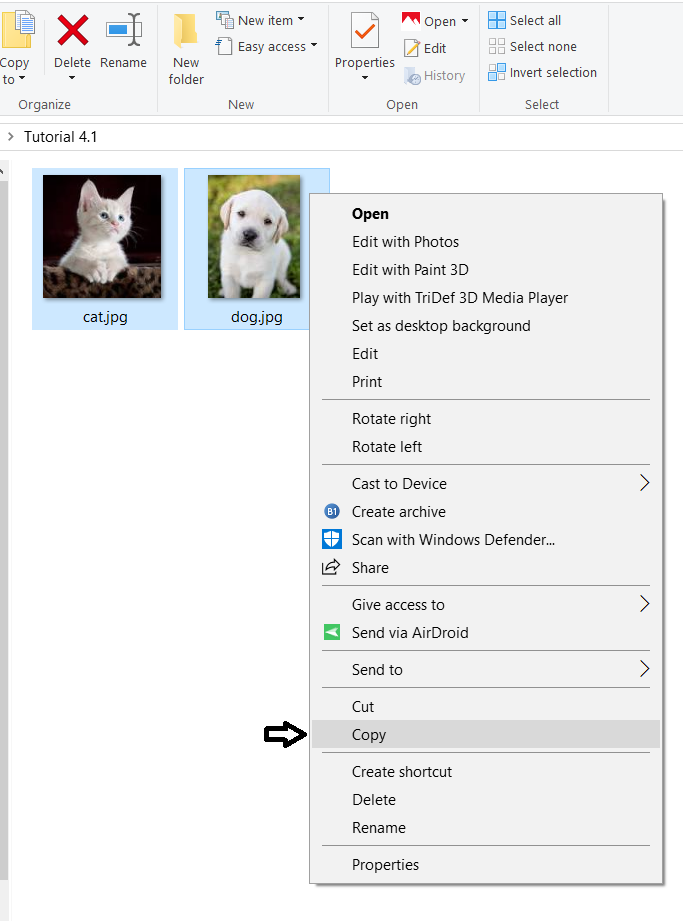 Copy
to
Delete
Rename
New
folder
New item
Easy access
Properties
Open
Edit
History
Select all
Select none
Invert selection
Organize
New
Open
Select
Tutorial 4.1
cat.jpg
dog.jpg
Open
Edit with Photos
Edit with Paint 3D
Play with TriDef 3D Media Player
Set as desktop background
Edit
Print
Rotate right
Rotate left
Cast to Device
B1
Create archive
Scan with Windows Defender...
Share
Give access to
Send via AirDroid
Send to
Cut
Copy
Create shortcut
Delete
Rename
Properties